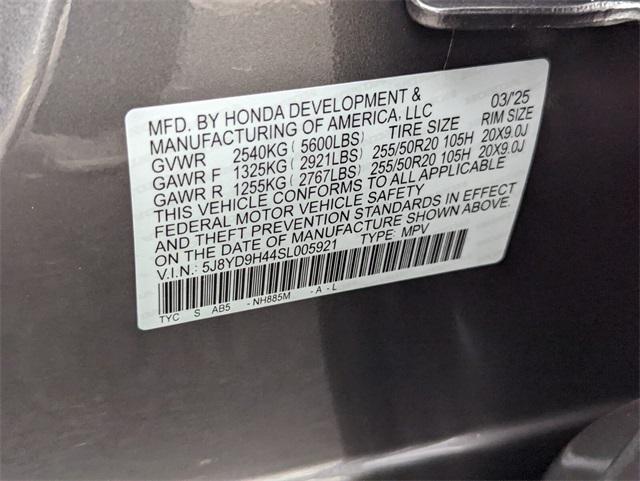 MFD. BY HONDA DEVELOPMENT & 03/'25
MANUFACTURING OF AMERICA, LLC RIM SIZE
GVWR 2540KG ( 5600LBS) TIRE SIZE
GAWR F 1325KG ( 2921LBS) 255/50R20 105H 20X9.0J
GAWR R 1255KG ( 2767LBS) 255/50R20 105H 20X9.0J
THIS VEHICLE CONFORMS TO ALL APPLICABLE
FEDERAL MOTOR VEHICLE SAFETY
AND THEFT PREVENTION STANDARDS IN EFFECT
ON THE DATE OF MANUFACTURE SHOWN ABOVE.
V.I.N.: 5J8YD9H44SL005921 TYPE: MPV
TYC S AB5 - NH885M - A - L